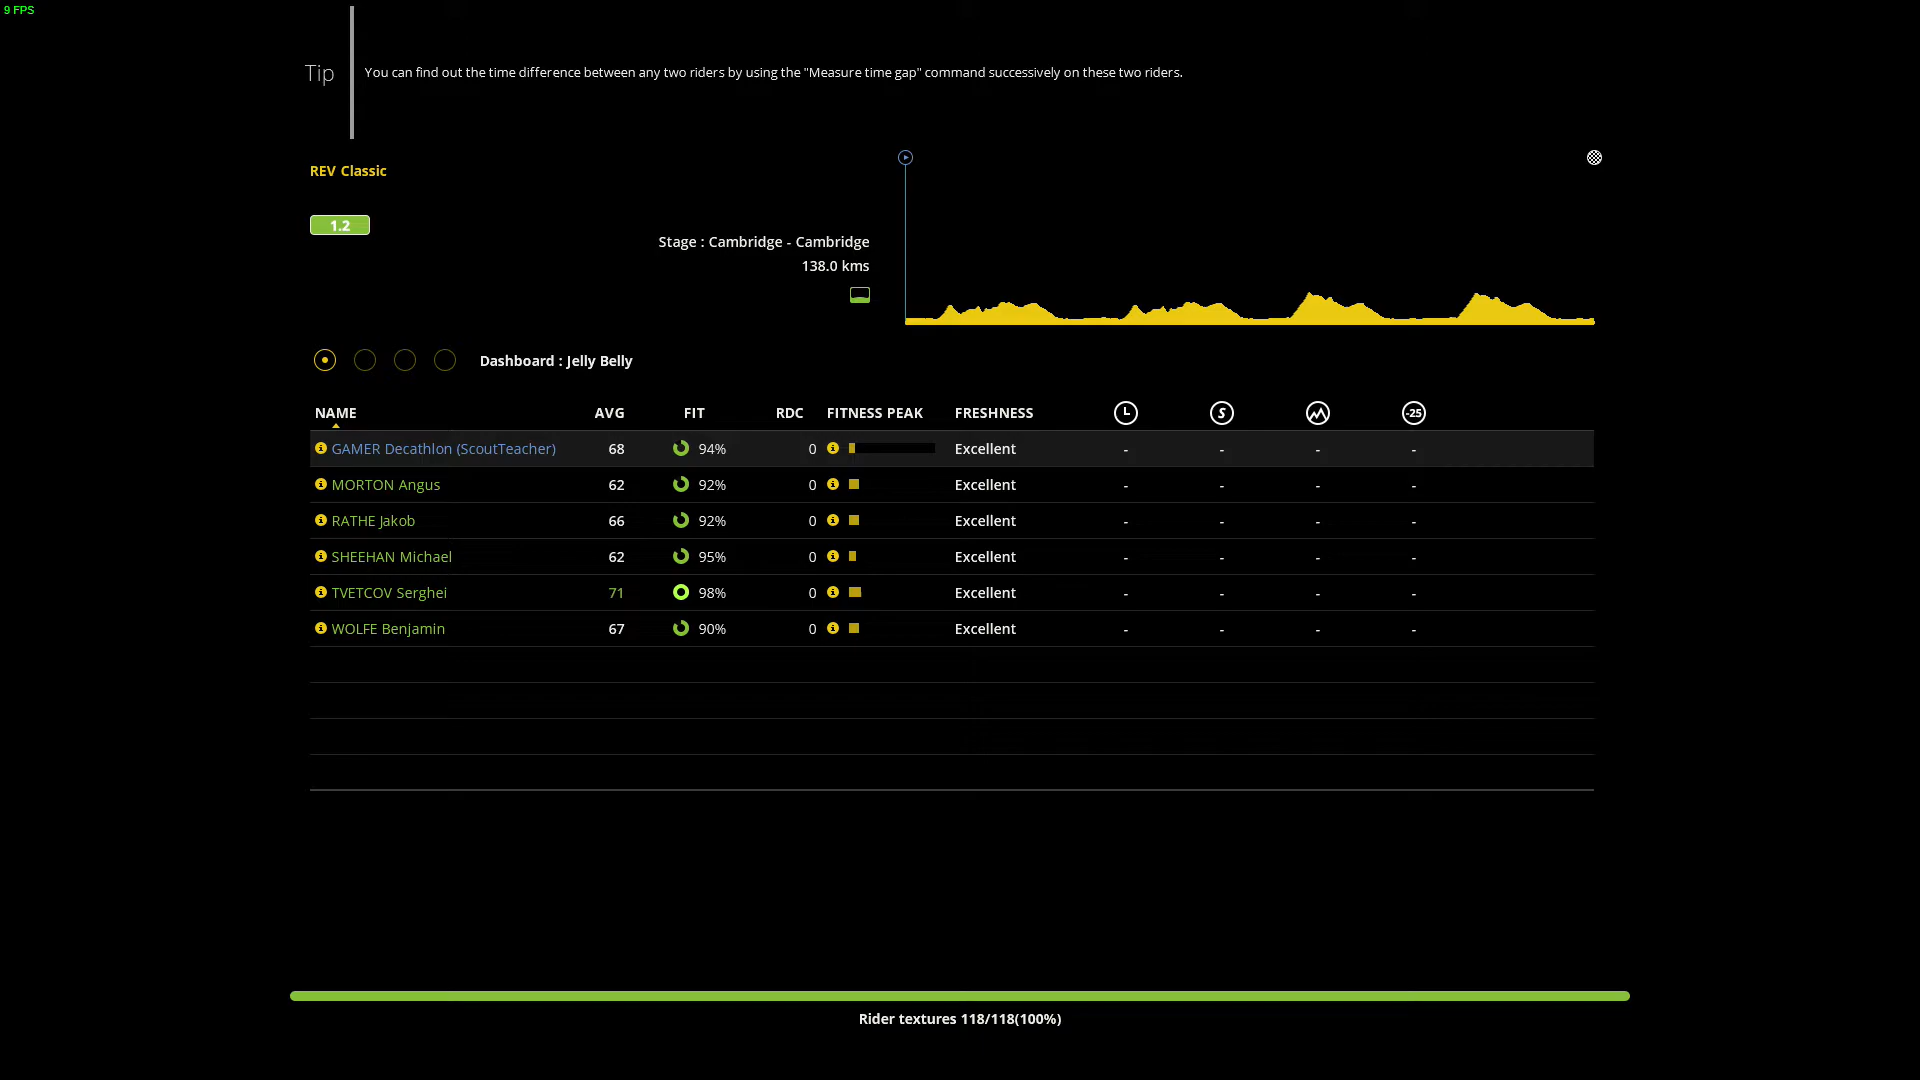 9 FPS
Tip
You can find out the time difference between any two riders by using the "Measure time gap" command successively on these two riders.
REV Classic
1.2
Stage : Cambridge - Cambridge
138.0 kms
Dashboard : Jelly Belly
NAME AVG FIT RDC FITNESS PEAK FRESHNESS S -25
GAMER Decathlon (ScoutTeacher) 68 94% 0 Excellent - - - -
MORTON Angus 62 92% 0 Excellent - - - -
RATHE Jakob 66 92% 0 Excellent - - - -
SHEEHAN Michael 62 95% 0 Excellent - - - -
TVETCOV Serghei 71 98% 0 Excellent - - - -
WOLFE Benjamin 67 90% 0 Excellent - - - -
Rider textures 118/118(100%)